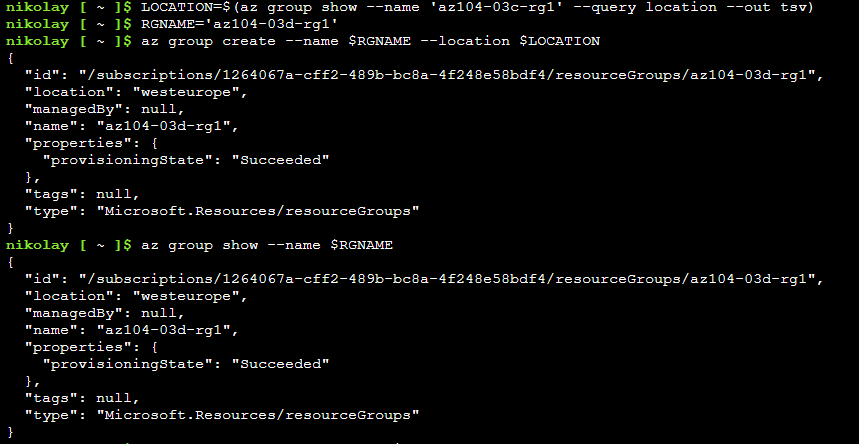 nikolay [ ~ ]$ LOCATION=$(az group show --name 'az104-03c-rg1' --query location --out tsv)
nikolay [ ~ ]$ RGNAME='az104-03d-rg1'
nikolay [ ~ ]$ az group create --name $RGNAME --location $LOCATION
{
  "id": "/subscriptions/1264067a-cff2-489b-bc8a-4f248e58bdf4/resourceGroups/az104-03d-rg1",
  "location": "westeurope",
  "managedBy": null,
  "name": "az104-03d-rg1",
  "properties": {
    "provisioningState": "Succeeded"
  },
  "tags": null,
  "type": "Microsoft.Resources/resourceGroups"
}
nikolay [ ~ ]$ az group show --name $RGNAME
{
  "id": "/subscriptions/1264067a-cff2-489b-bc8a-4f248e58bdf4/resourceGroups/az104-03d-rg1",
  "location": "westeurope",
  "managedBy": null,
  "name": "az104-03d-rg1",
  "properties": {
    "provisioningState": "Succeeded"
  },
  "tags": null,
  "type": "Microsoft.Resources/resourceGroups"
}